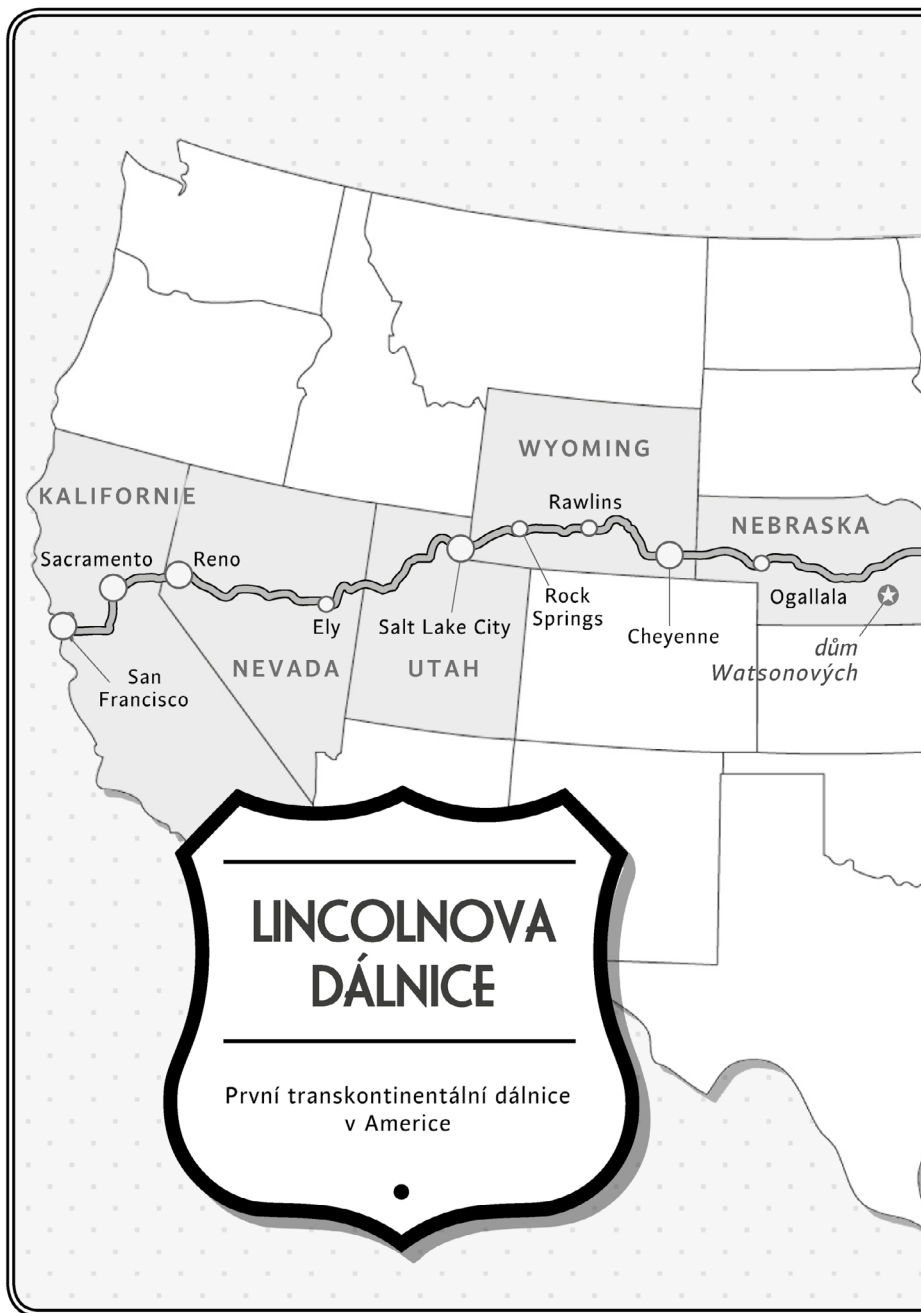 WYOMING
KALIFORNIE
Rawlins
NEBRASKA
Sacramento
Reno
Ogallala
Rock
Springs
Ely
Salt Lake City
Cheyenne
dům
Watsonových
NEVADA
UTAH
San
Francisco
LINCOLNOVA
DÁLNICE
První transkontinentální dálnice
v Americe